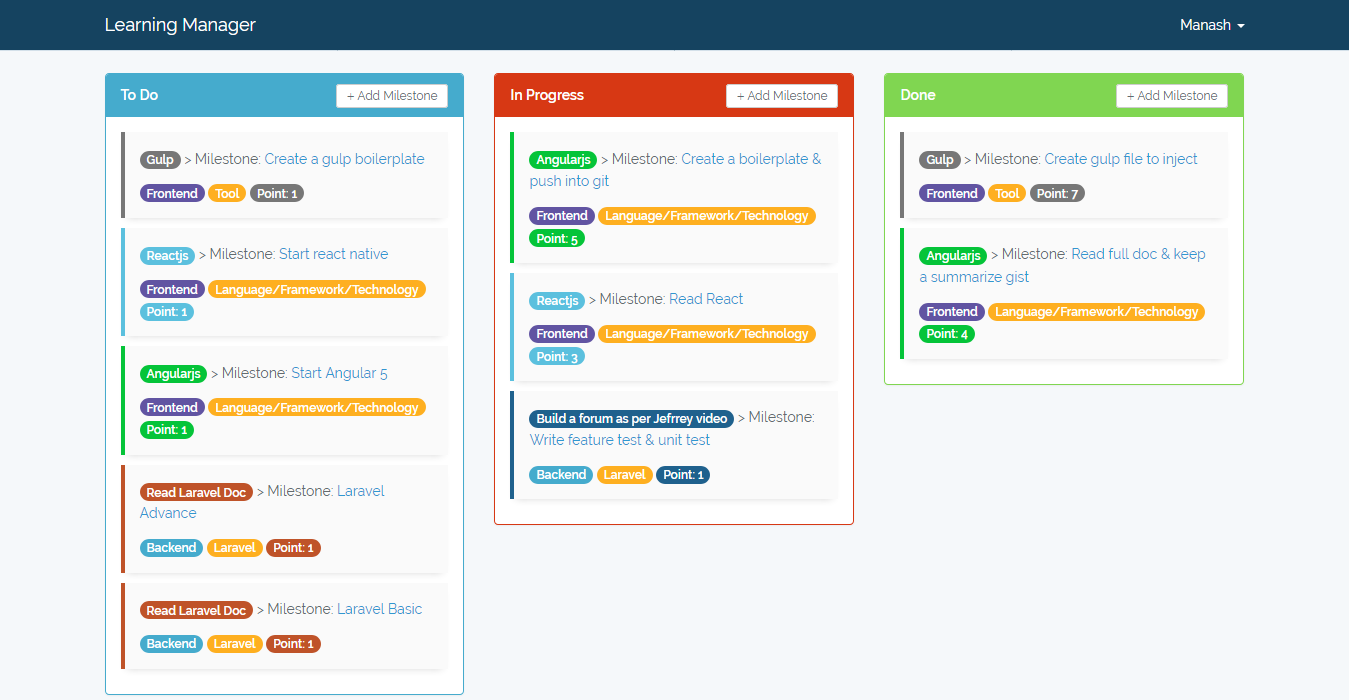 Learning Manager
Manash
To Do
+ Add Milestone
Gulp > Milestone: Create a gulp boilerplate
Frontend Tool Point: 1
Reactjs > Milestone: Start react native
Frontend Language/Framework/Technology
Point: 1
Angularjs > Milestone: Start Angular 5
Frontend Language/Framework/Technology
Point: 1
Read Laravel Doc > Milestone: Laravel
Advance
Backend Laravel Point: 1
Read Laravel Doc > Milestone: Laravel Basic
Backend Laravel Point: 1
In Progress
+ Add Milestone
Angularjs > Milestone: Create a boilerplate &
push into git
Frontend Language/Framework/Technology
Point: 5
Reactjs > Milestone: Read React
Frontend Language/Framework/Technology
Point: 3
Build a forum as per Jefrrey video > Milestone:
Write feature test & unit test
Backend Laravel Point: 1
Done
+ Add Milestone
Gulp > Milestone: Create gulp file to inject
Frontend Tool Point: 7
Angularjs > Milestone: Read full doc & keep
a summarize gist
Frontend Language/Framework/Technology
Point: 4